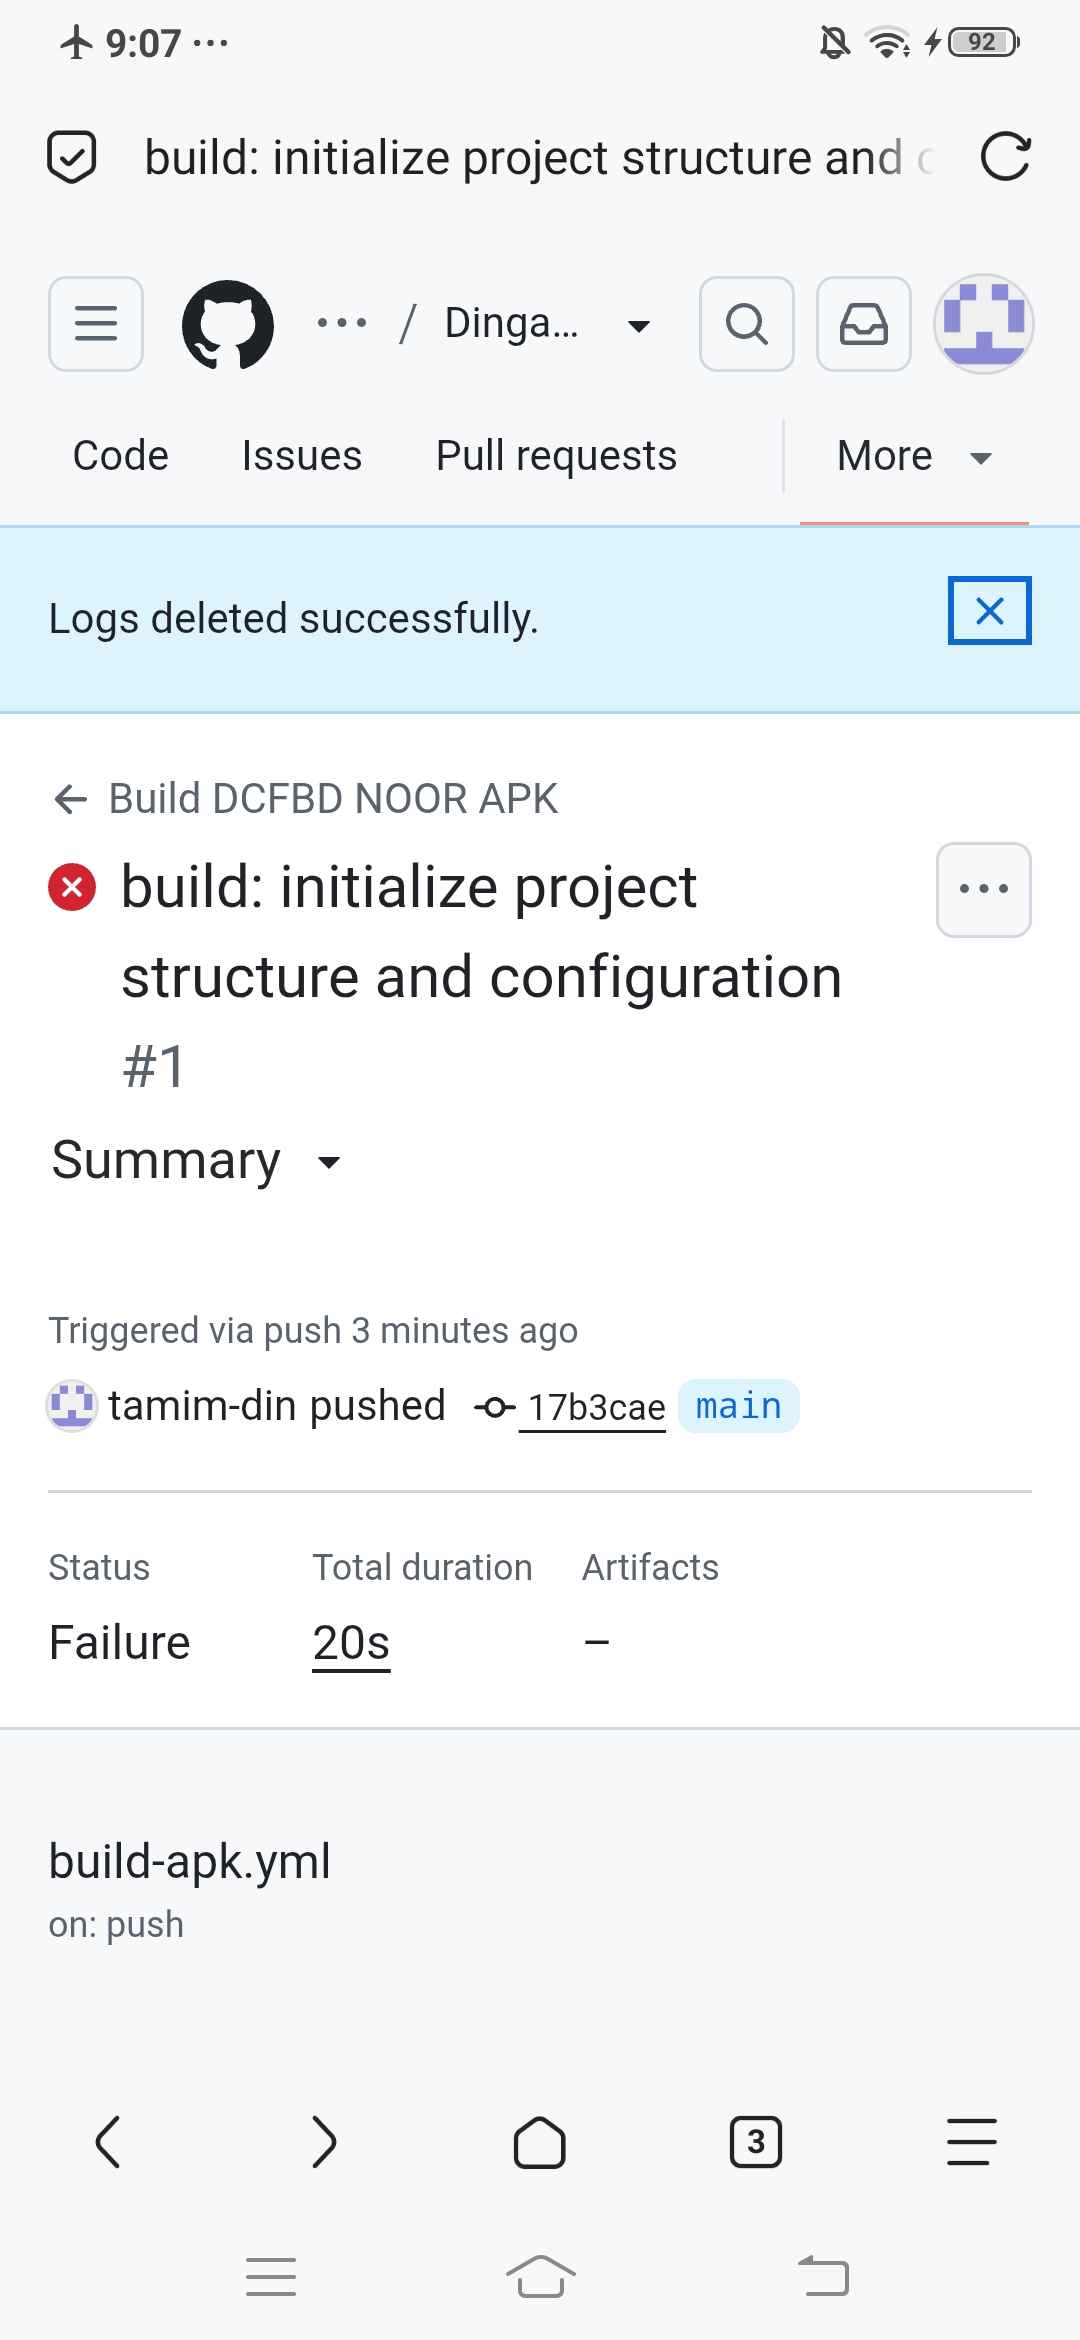 9:07 ...
92
build: initialize project structure and
... / Dinga...
Code Issues Pull requests More
Logs deleted successfully.
Build DCFBD NOOR APK
build: initialize project
structure and configuration
#1
Summary
Triggered via push 3 minutes ago
tamim-din pushed 17b3cae main
Status Total duration Artifacts
Failure 20s –
build-apk.yml
on: push
3